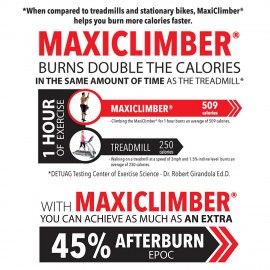 *When compared to treadmills and stationary bikes, MaxiClimber®
helps you burn more calories faster.
MAXICLIMBER®
BURNS DOUBLE THE CALORIES
IN THE SAME AMOUNT OF TIME AS THE TREADMILL*
1 HOUR
OF EXERCISE
MAXICLIMBER®
509
calories
-Climbing the MaxiClimber® for 1 hour burns an average of 509 calories.
TREADMILL
250
calories
-Walking on a treadmill at a speed of 3mph and 1.5% incline level burns an
average of 250 calories.
*DETUAG Testing Center of Exercise Science - Dr. Robert Girandola Ed.D.
WITH MAXICLIMBER®
YOU CAN ACHIEVE AS MUCH AS AN EXTRA
45% AFTERBURN
EPOC